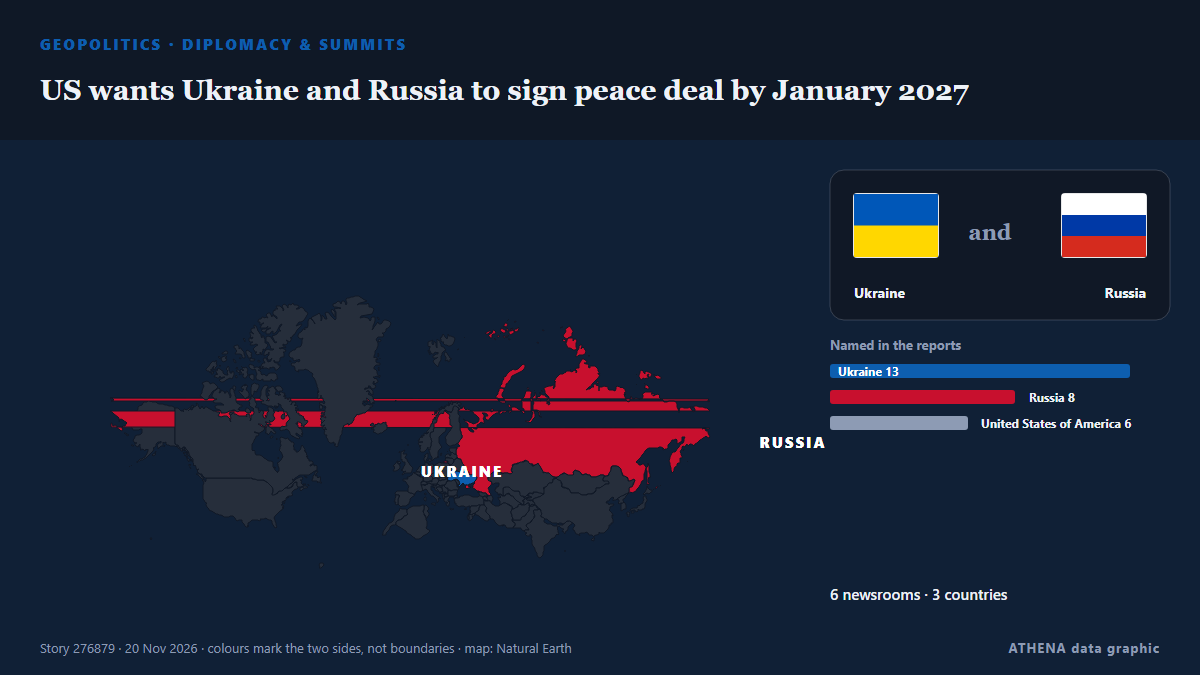 GEOPOLITICS · DIPLOMACY & SUMMITS
US wants Ukraine and Russia to sign peace deal by January 2027
and
Ukraine
Russia
Named in the reports
Ukraine 13
Russia 8
United States of America 6
RUSSIA
UKRAINE
6 newsrooms · 3 countries
Story 276879 · 20 Nov 2026 · colours mark the two sides, not boundaries · map: Natural Earth
ATHENA data graphic